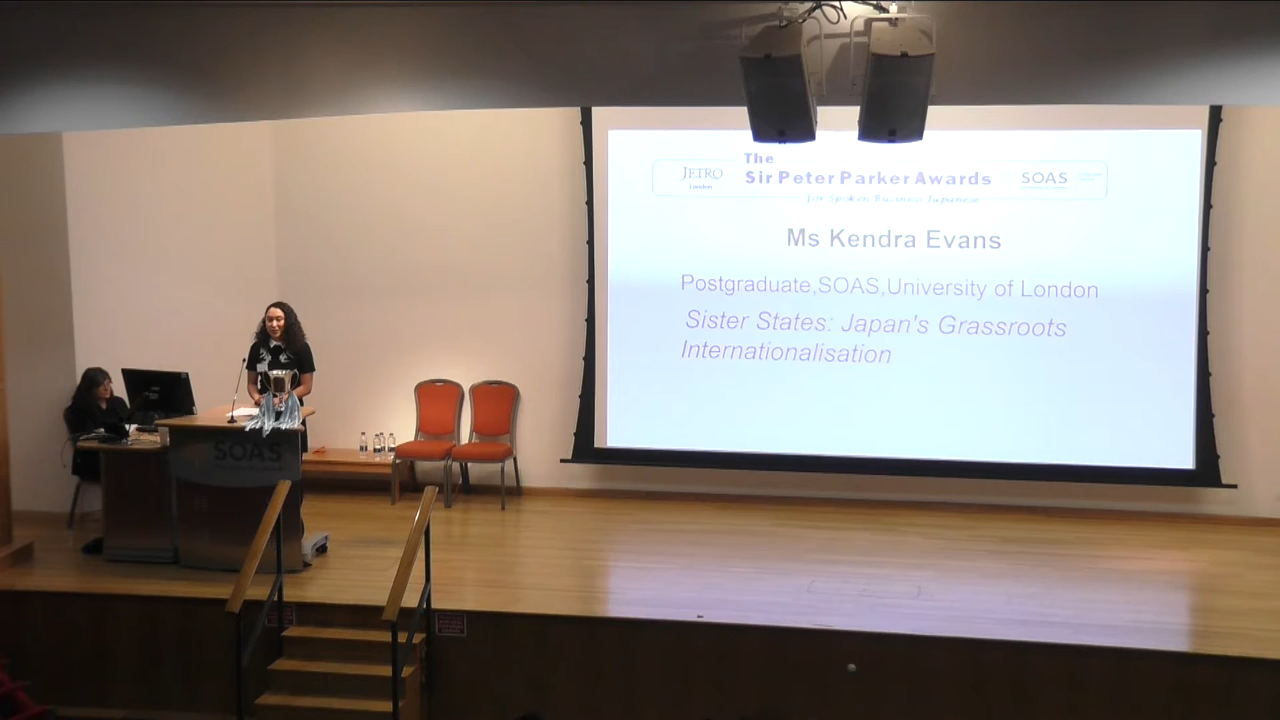 The
JETRO
London
Sir Peter Parker Awards
SOAS
for Spoken Business Japanese
Ms Kendra Evans
Postgraduate,SOAS,University of London
Sister States: Japan's Grassroots
Internationalisation
SOAS